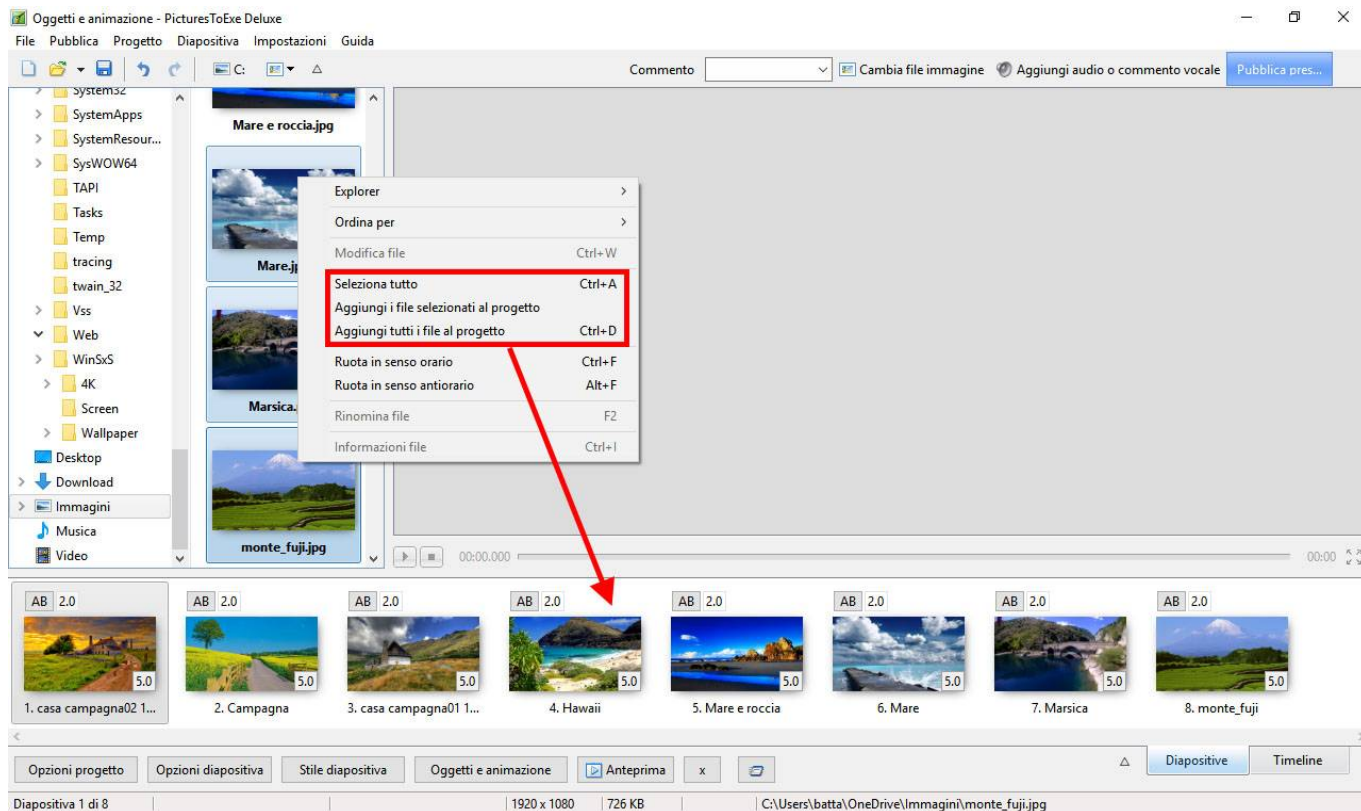 Oggetti e animazione - PicturesToExe Deluxe
File Pubblica Progetto Diapositiva Impostazioni Guida
C:
Commento
Cambia file immagine
Aggiungi audio o commento vocale
Pubblica pres...
System32
SystemApps
SystemResour...
SysWOW64
TAPI
Tasks
Temp
tracing
twain_32
Vss
Web
WinSxS
4K
Screen
Wallpaper
Desktop
Download
Immagini
Musica
Video
Mare e roccia.jpg
Mare.j
Marsica.
monte_fuji.jpg
Explorer
Ordina per
Modifica file Ctrl+W
Seleziona tutto Ctrl+A
Aggiungi i file selezionati al progetto
Aggiungi tutti i file al progetto Ctrl+D
Ruota in senso orario Ctrl+F
Ruota in senso antiorario Alt+F
Rinomina file F2
Informazioni file Ctrl+I
00:00.000
00:00
AB 2.0 AB 2.0 AB 2.0 AB 2.0 AB 2.0 AB 2.0 AB 2.0 AB 2.0
5.0 5.0 5.0 5.0 5.0 5.0 5.0 5.0
1. casa campagna02 1... 2. Campagna 3. casa campagna01 1... 4. Hawaii 5. Mare e roccia 6. Mare 7. Marsica 8. monte_fuji
Opzioni progetto Opzioni diapositiva Stile diapositiva Oggetti e animazione Anteprima x
Diapositive Timeline
Diapositiva 1 di 8 1920 x 1080 726 KB C:\Users\batta\OneDrive\Immagini\monte_fuji.jpg